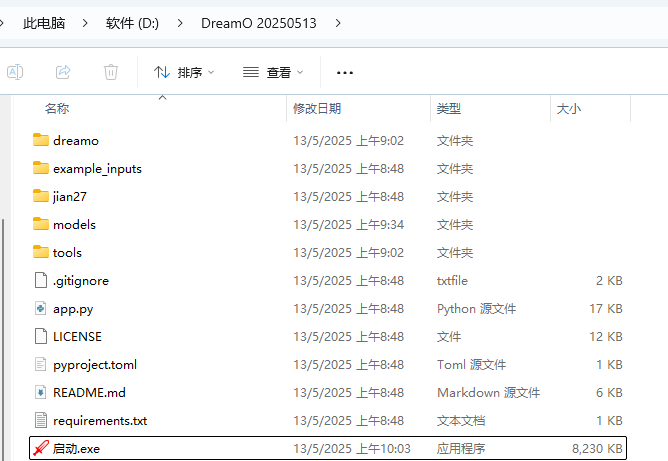 此电脑 软件 (D:) DreamO 20250513
排序 查看
名称 修改日期 类型 大小
dreamo 13/5/2025 上午9:02 文件夹
example_inputs 13/5/2025 上午8:48 文件夹
jian27 13/5/2025 上午8:48 文件夹
models 13/5/2025 上午9:34 文件夹
tools 13/5/2025 上午9:02 文件夹
.gitignore 13/5/2025 上午8:48 txtfile 2 KB
app.py 13/5/2025 上午8:48 Python 源文件 17 KB
LICENSE 13/5/2025 上午8:48 文件 12 KB
pyproject.toml 13/5/2025 上午8:48 Toml 源文件 1 KB
README.md 13/5/2025 上午8:48 Markdown 源文件 6 KB
requirements.txt 13/5/2025 上午8:48 文本文档 1 KB
启动.exe 13/5/2025 上午10:03 应用程序 8,230 KB